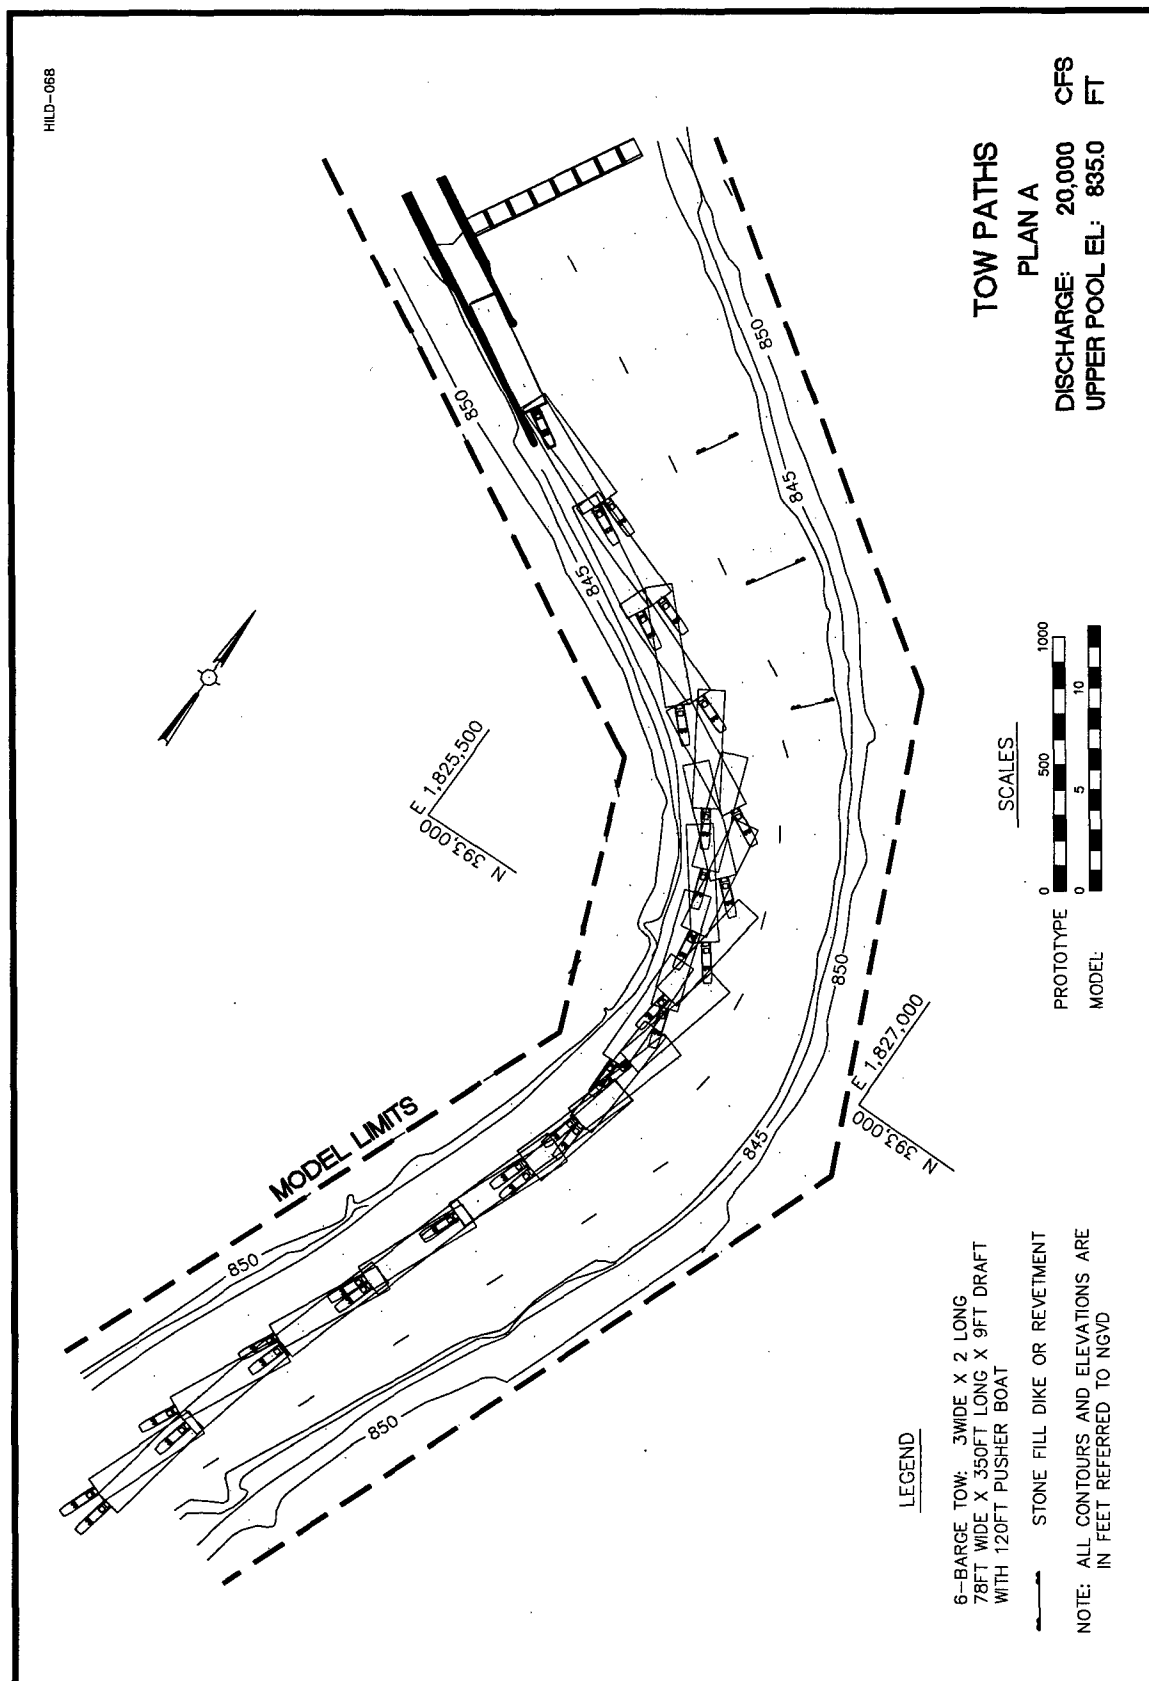 HILD-068
TOW PATHS
PLAN A
DISCHARGE: 20,000 CFS
UPPER POOL EL: 835.0 FT
850
845
850
845
E 1,825,500
N 393,000
MODEL LIMITS
850
850
845
E 1,827,000
N 393,000
850
SCALES
PROTOTYPE 0 500 1000
MODEL 0 5 10
LEGEND
6-BARGE TOW: 3WIDE X 2 LONG
78FT WIDE X 350FT LONG X 9FT DRAFT
WITH 120FT PUSHER BOAT
STONE FILL DIKE OR REVETMENT
NOTE: ALL CONTOURS AND ELEVATIONS ARE
IN FEET REFERRED TO NGVD